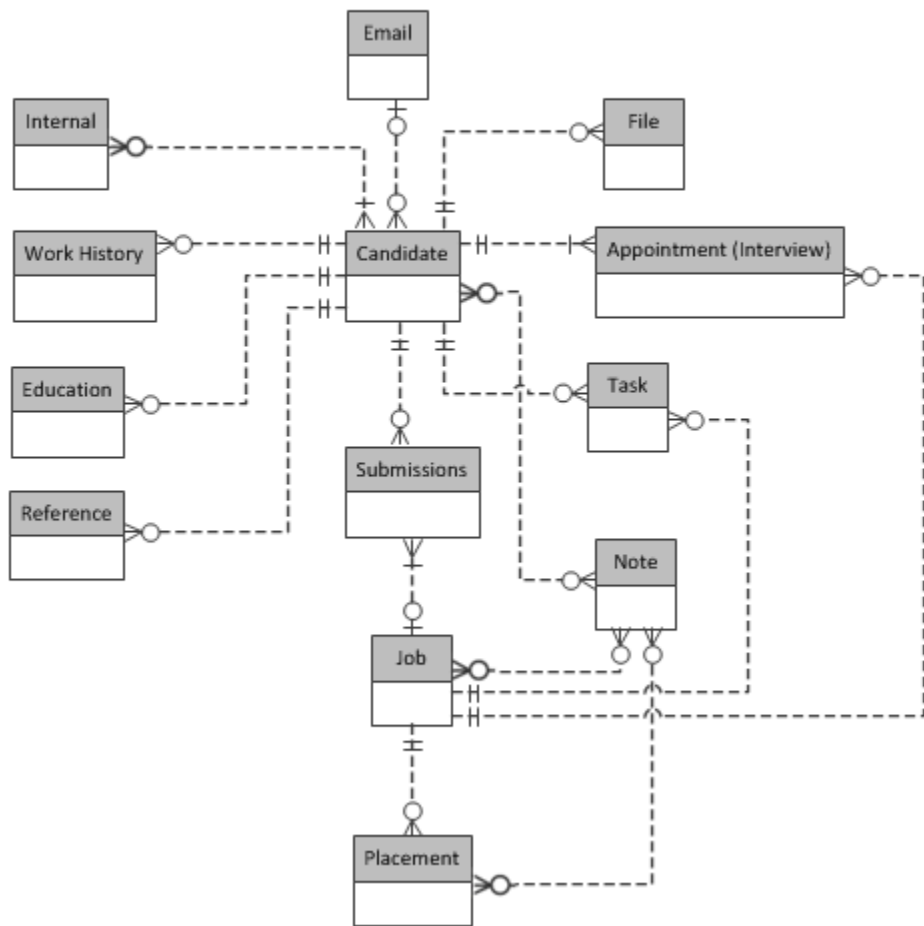 Email
Internal
File
Work History
Candidate
Appointment (Interview)
Education
Task
Submissions
Reference
Note
Job
Placement